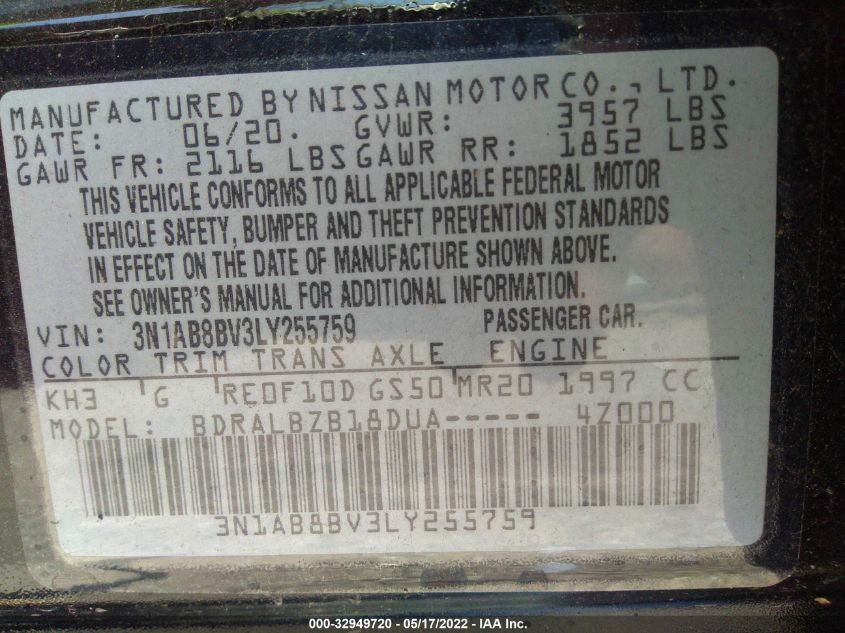 MANUFACTURED BY NISSAN MOTOR CO., LTD.
DATE: 06/20. GVWR: 3957 LBS
GAWR FR: 2116 LBS GAWR RR: 1852 LBS
THIS VEHICLE CONFORMS TO ALL APPLICABLE FEDERAL MOTOR
VEHICLE SAFETY, BUMPER AND THEFT PREVENTION STANDARDS
IN EFFECT ON THE DATE OF MANUFACTURE SHOWN ABOVE.
SEE OWNER'S MANUAL FOR ADDITIONAL INFORMATION.
VIN: 3N1AB8BV3LY255759 PASSENGER CAR.
COLOR TRIM TRANS AXLE ENGINE
KH3 G RE0F10D GS50 MR20 1997 CC
MODEL: BDRALBZB18DUA----- 4Z000
3N1AB8BV3LY255759
000-32949720 - 05/17/2022 - IAA Inc.